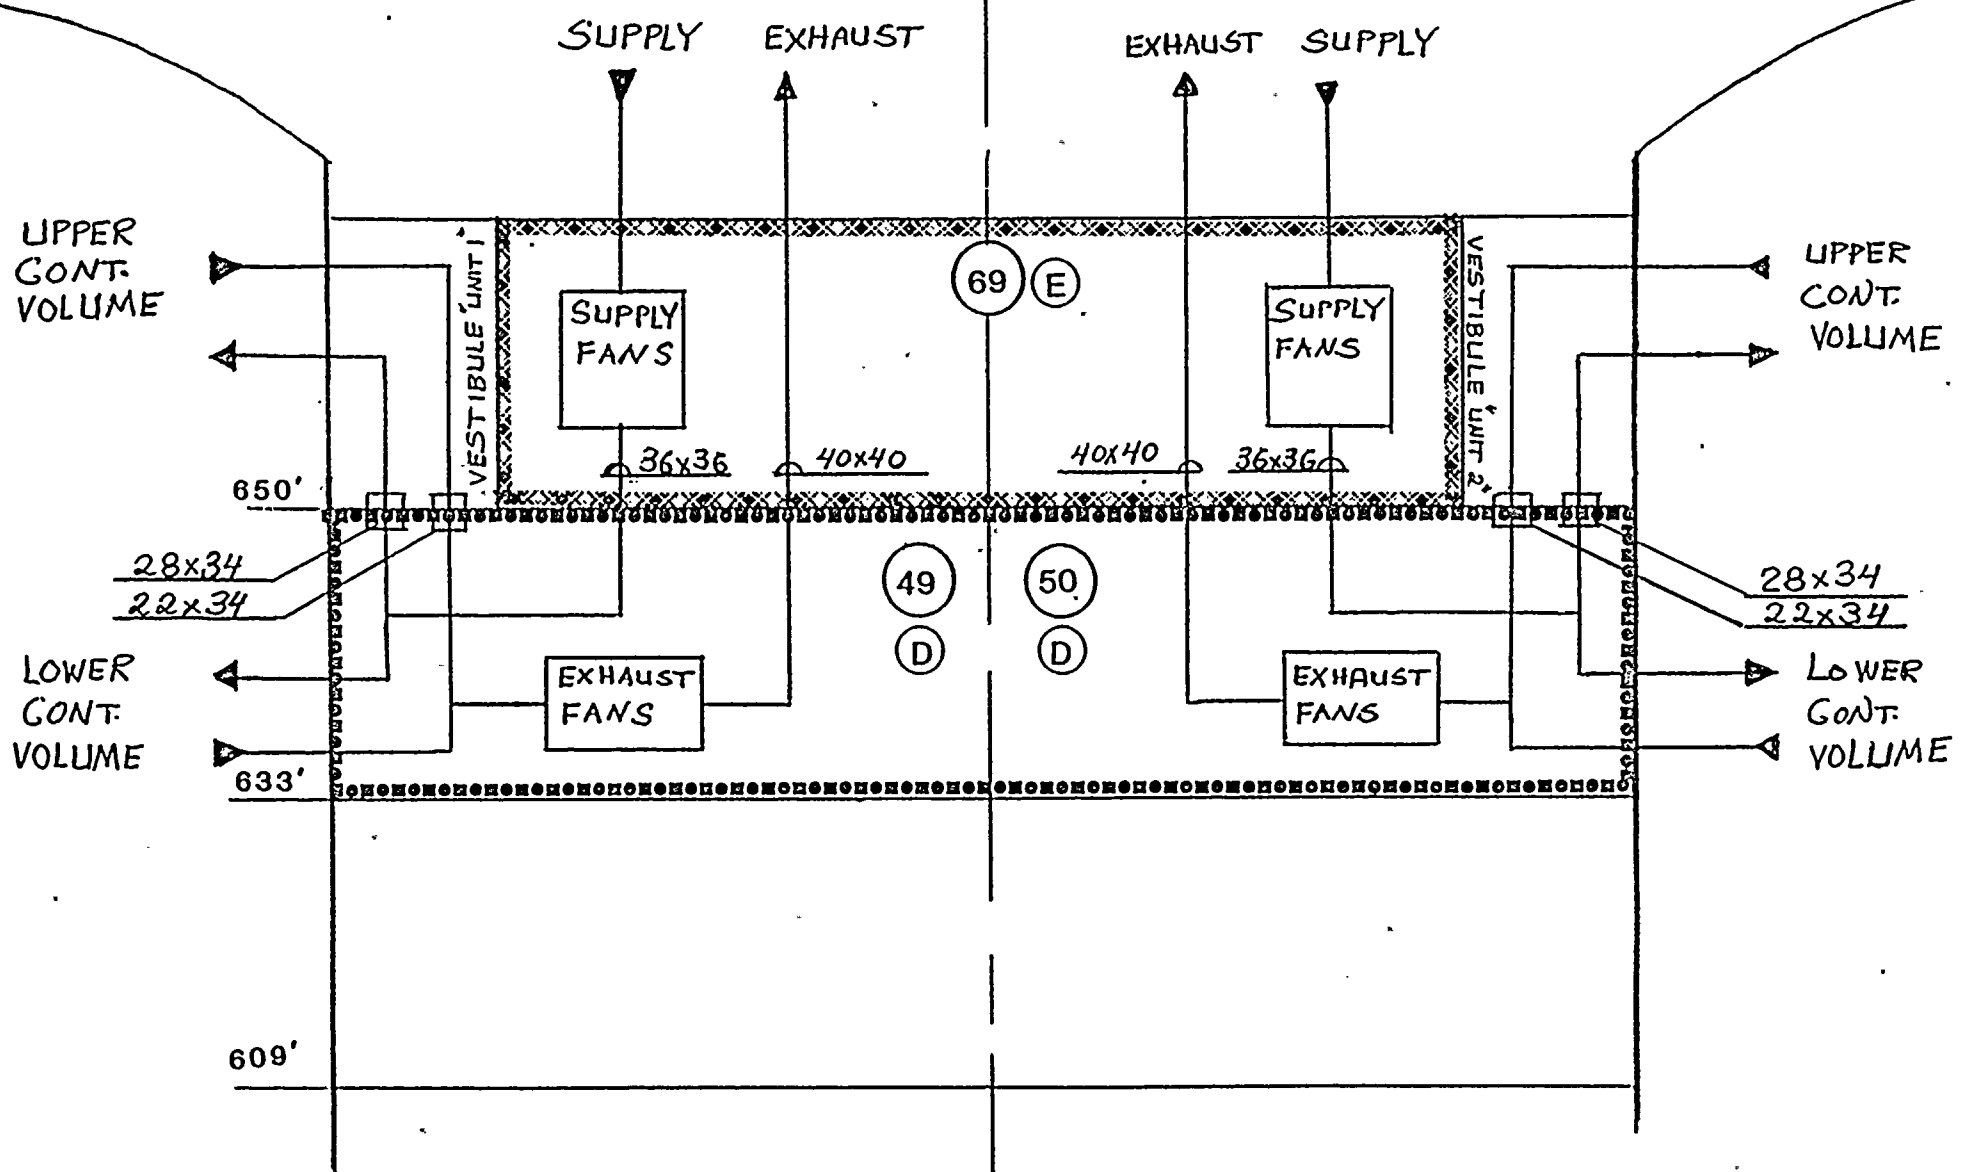 SUPPLY EXHAUST EXHAUST SUPPLY
UPPER
CONT.
VOLUME
VESTIBULE "UNIT 1
SUPPLY
FANS
69 E
SUPPLY
FANS
VESTIBULE "UNIT 2"
UPPER
CONT.
VOLUME
36x36 40x40 40x40 36x36
650'
28x34
22x34
49 50
D D
28x34
22x34
LOWER
CONT.
VOLUME
EXHAUST
FANS
EXHAUST
FANS
LOWER
CONT.
VOLUME
633'
609'